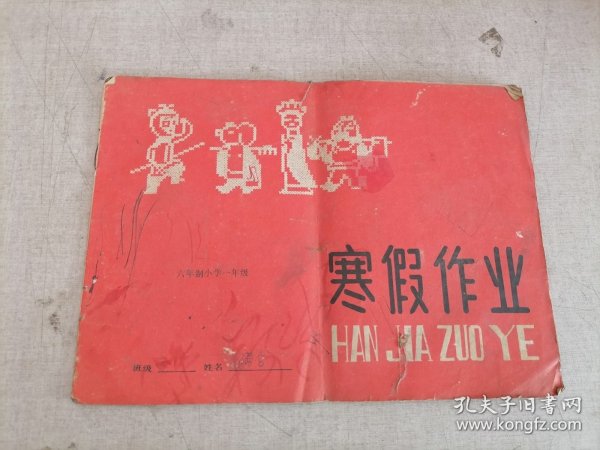 六年制小学一年级
寒假作业
HAN JIA ZUO YE
班级 姓名
孔夫子旧书网
www.kongfz.com